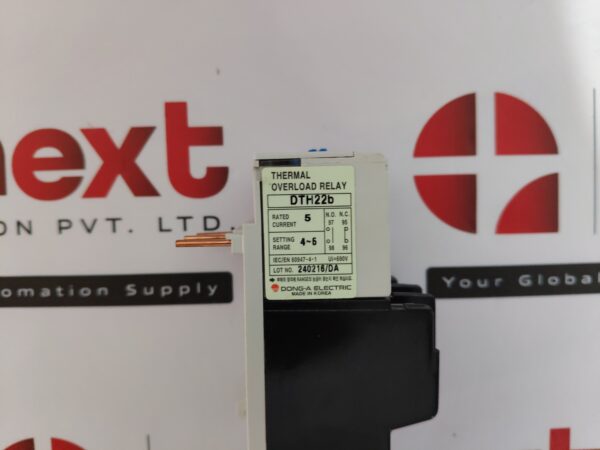 next
ON PVT. LTD.
omation Supply
Your Global
THERMAL
OVERLOAD RELAY
DTH22b
RATED
CURRENT
5
N.O. N.C.
97 95
SETTING
RANGE
4~6
98 96
IEC/EN 60947-4-1 Ui=690V
LOT NO. 240216/DA
DONG-A ELECTRIC
MADE IN KOREA